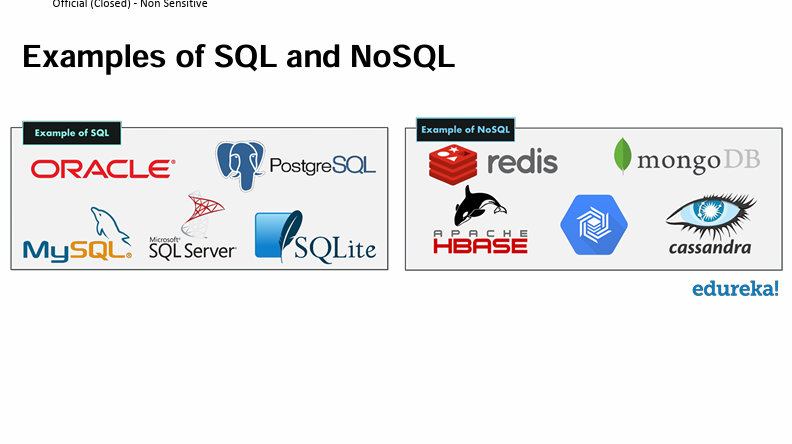 Official (Closed) - Non Sensitive
Examples of SQL and NoSQL
Example of SQL
ORACLE®
PostgreSQL
MySQL®
Microsoft®
SQL Server®
SQLite
Example of NoSQL
redis
mongoDB
APACHE
HBASE
cassandra
edureka!